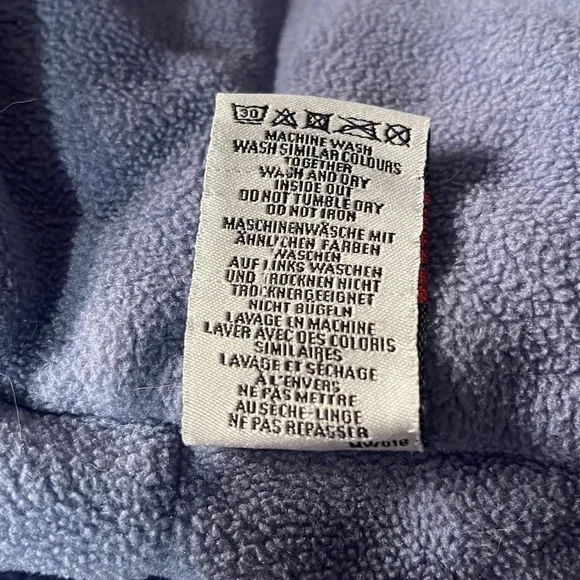 30
MACHINE WASH
WASH SIMILAR COLOURS
TOGETHER
WASH AND DRY
INSIDE OUT
DO NOT TUMBLE DRY
DO NOT IRON
MASCHINENWÄSCHE MIT
ÄHNLICHEN FARBEN
WASCHEN
AUF LINKS WASCHEN
UND TROCKNEN NICHT
TROCKNERGEEIGNET
NICHT BÜGELN
LAVAGE EN MACHINE
LAVER AVEC DES COLORIS
SIMILAIRES
LAVAGE ET SÉCHAGE
À L'ENVERS
NE PAS METTRE
AU SÈCHE-LINGE
NE PAS REPASSER
MW018